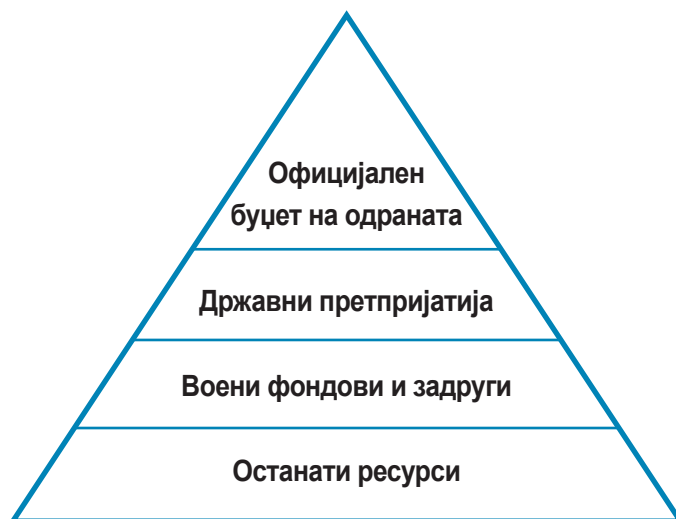 Официјален
буџет на одраната
Државни претпријатија
Воени фондови и задруги
Останати ресурси